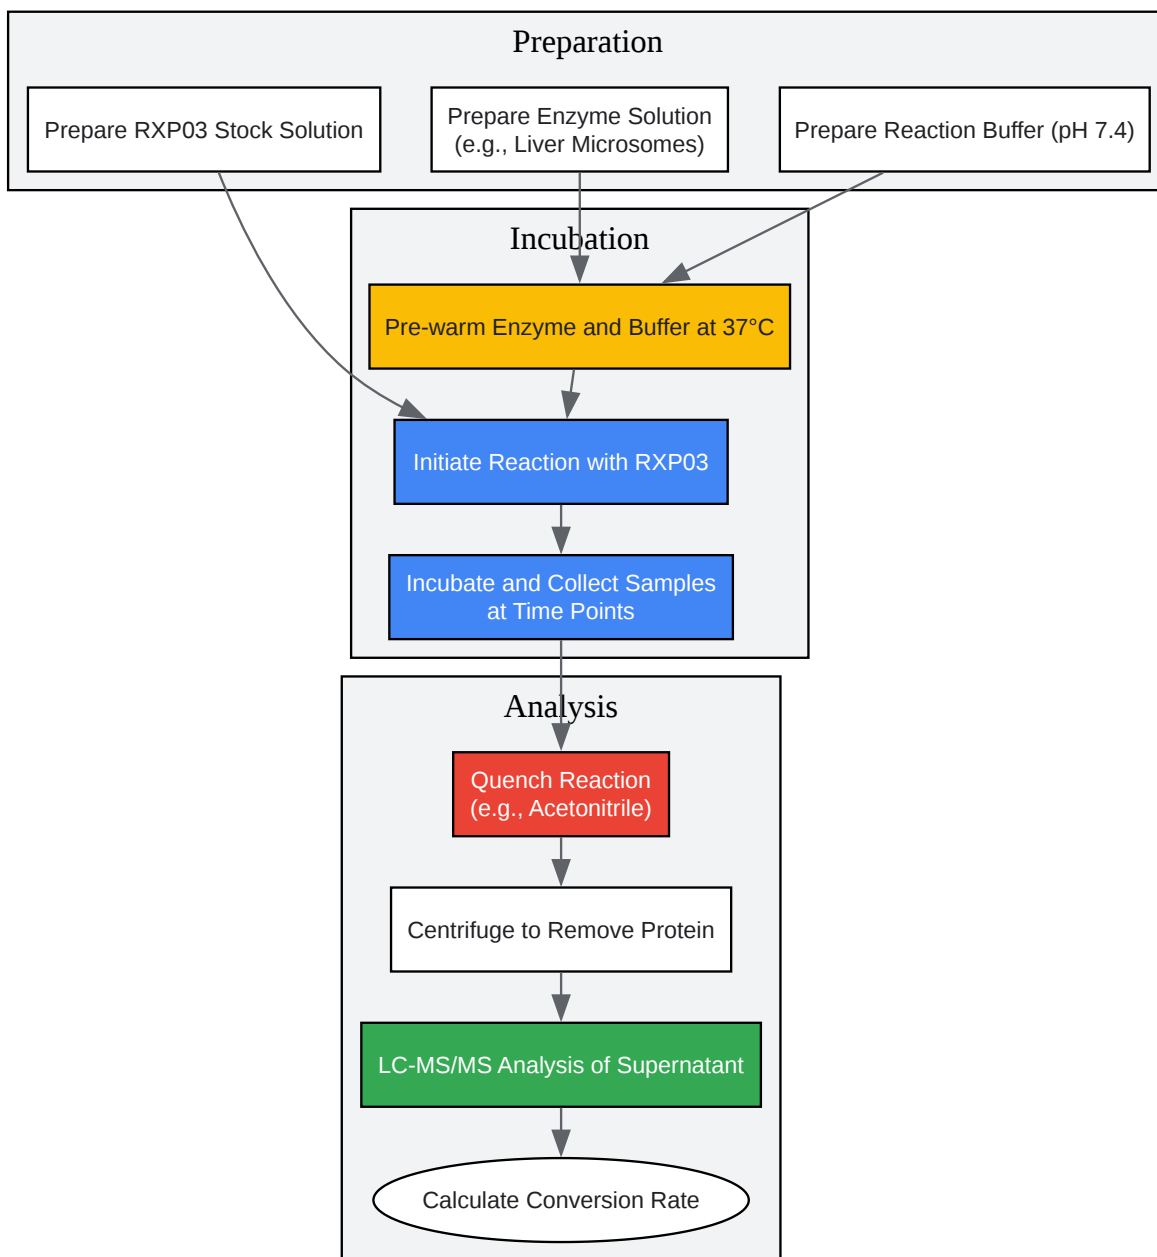 Preparation
Prepare RXP03 Stock Solution
Prepare Enzyme Solution
(e.g., Liver Microsomes)
Prepare Reaction Buffer (pH 7.4)
Incubation
Pre-warm Enzyme and Buffer at 37°C
Initiate Reaction with RXP03
Incubate and Collect Samples
at Time Points
Analysis
Quench Reaction
(e.g., Acetonitrile)
Centrifuge to Remove Protein
LC-MS/MS Analysis of Supernatant
Calculate Conversion Rate